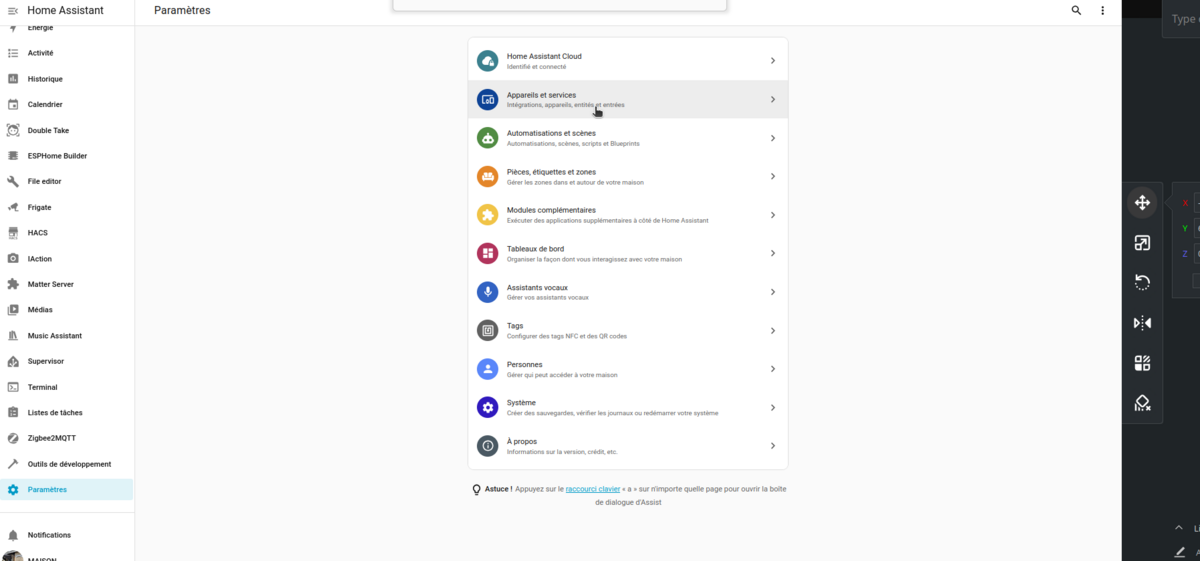 Home Assistant
Paramètres
Énergie
Activité
Historique
Calendrier
Double Take
ESPHome Builder
File editor
Frigate
HACS
IAction
Matter Server
Médias
Music Assistant
Supervisor
Terminal
Listes de tâches
Zigbee2MQTT
Outils de développement
Paramètres
Notifications
MAISON
Home Assistant Cloud
Identifié et connecté
Appareils et services
Intégrations, appareils, entités et entrées
Automatisations et scènes
Automatisations, scènes, scripts et Blueprints
Pièces, étiquettes et zones
Gérer les zones dans et autour de votre maison
Modules complémentaires
Exécuter des applications supplémentaires à côté de Home Assistant
Tableaux de bord
Organiser la façon dont vous interagissez avec votre maison
Assistants vocaux
Gérer vos assistants vocaux
Tags
Configurer des tags NFC et des QR codes
Personnes
Gérer qui peut accéder à votre maison
Système
Créer des sauvegardes, vérifier les journaux ou redémarrer votre système
À propos
Informations sur la version, crédit, etc.
Astuce ! Appuyez sur le raccourci clavier « a » sur n'importe quelle page pour ouvrir la boîte
de dialogue d'Assist
Type
X
Y
Z